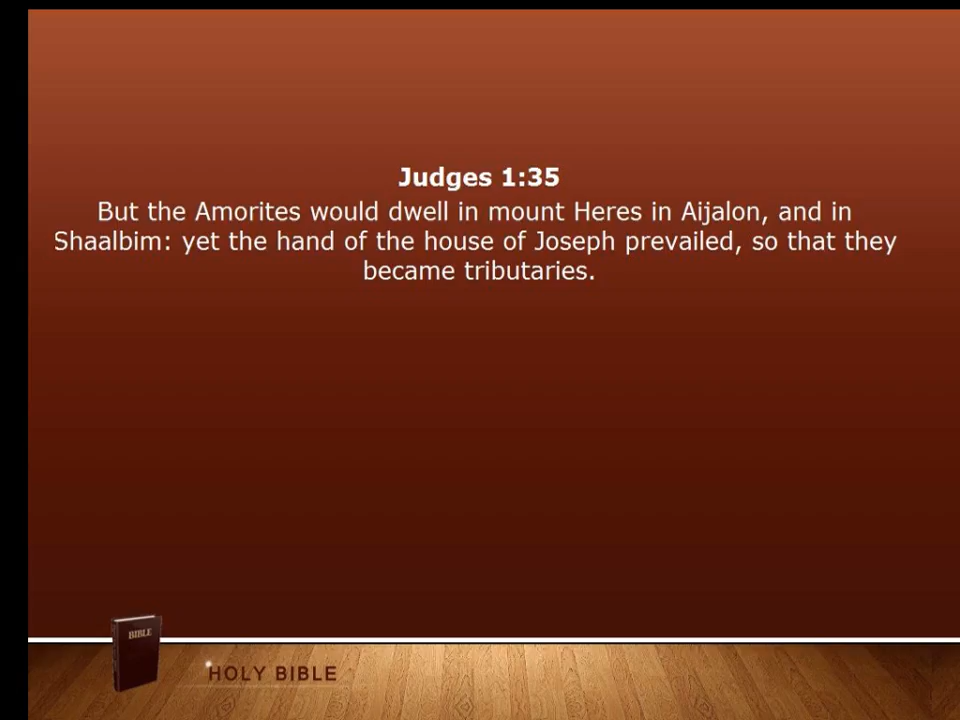 Judges 1:35
But the Amorites would dwell in mount Heres in Aijalon, and in
Shaalbim: yet the hand of the house of Joseph prevailed, so that they
became tributaries.
BIBLE
HOLY BIBLE